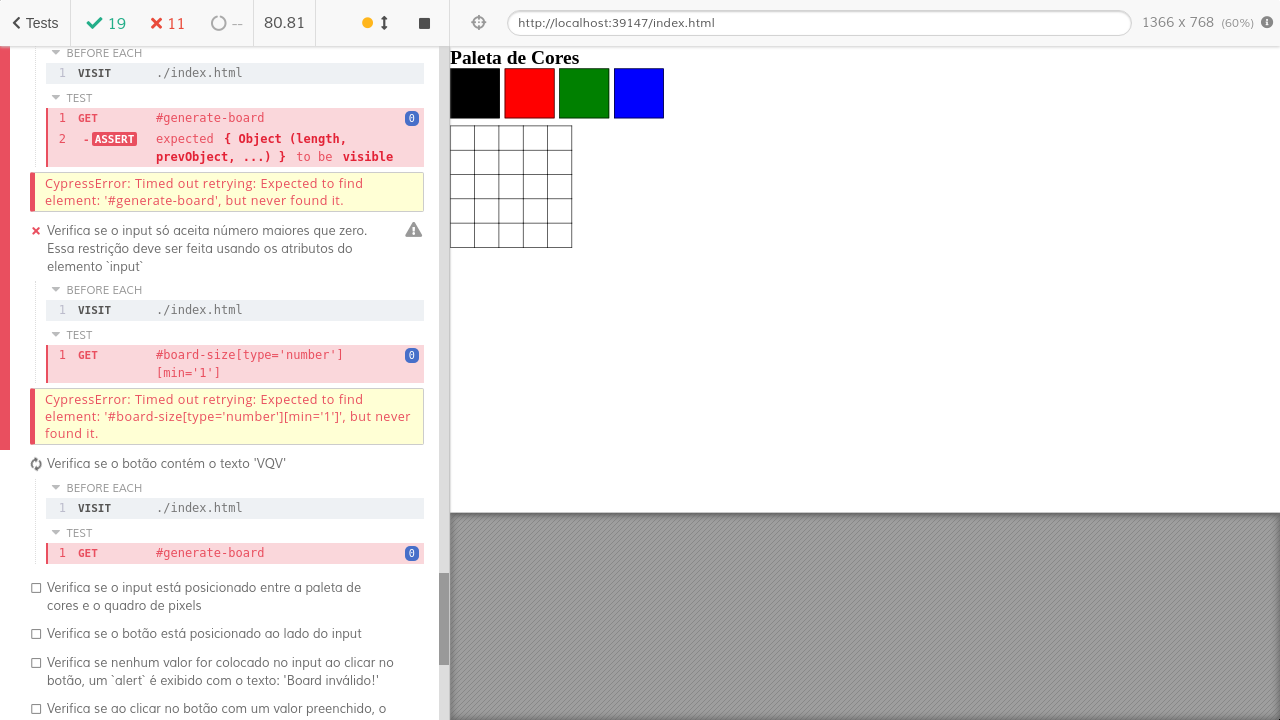 Tests 19 11 -- 80.81 http://localhost:39147/index.html 1366 x 768 (60%)
BEFORE EACH
1 VISIT ./index.html
TEST
1 GET #generate-board 0
2 -ASSERT expected { Object (length,
prevObject, ...) } to be visible
CypressError: Timed out retrying: Expected to find
element: '#generate-board', but never found it.
Verifica se o input só aceita número maiores que zero.
Essa restrição deve ser feita usando os atributos do
elemento `input`
BEFORE EACH
1 VISIT ./index.html
TEST
1 GET #board-size[type='number'] 0
[min='1']
CypressError: Timed out retrying: Expected to find
element: '#board-size[type='number'][min='1']', but never
found it.
Verifica se o botão contém o texto 'VQV'
BEFORE EACH
1 VISIT ./index.html
TEST
1 GET #generate-board 0
Verifica se o input está posicionado entre a paleta de
cores e o quadro de pixels
Verifica se o botão está posicionado ao lado do input
Verifica se nenhum valor for colocado no input ao clicar no
botão, um `alert` é exibido com o texto: 'Board inválido!'
Verifica se ao clicar no botão com um valor preenchido, o
Paleta de Cores